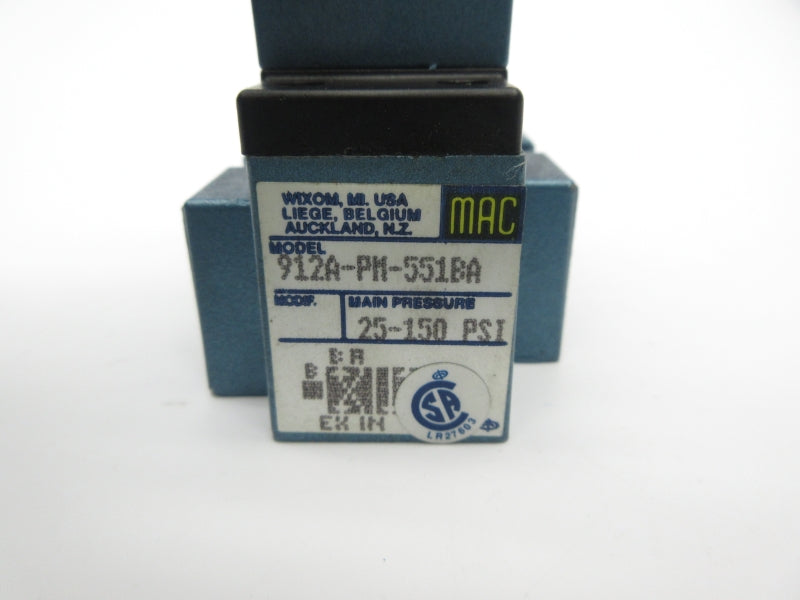 WIXOM, MI. USA
LIEGE, BELGIUM
AUCKLAND, N.Z.
MAC
MODEL
912A-PM-551BA
MODIF.
MAIN PRESSURE
25-150 PSI
B A
B
EX IN
SA
LR27603